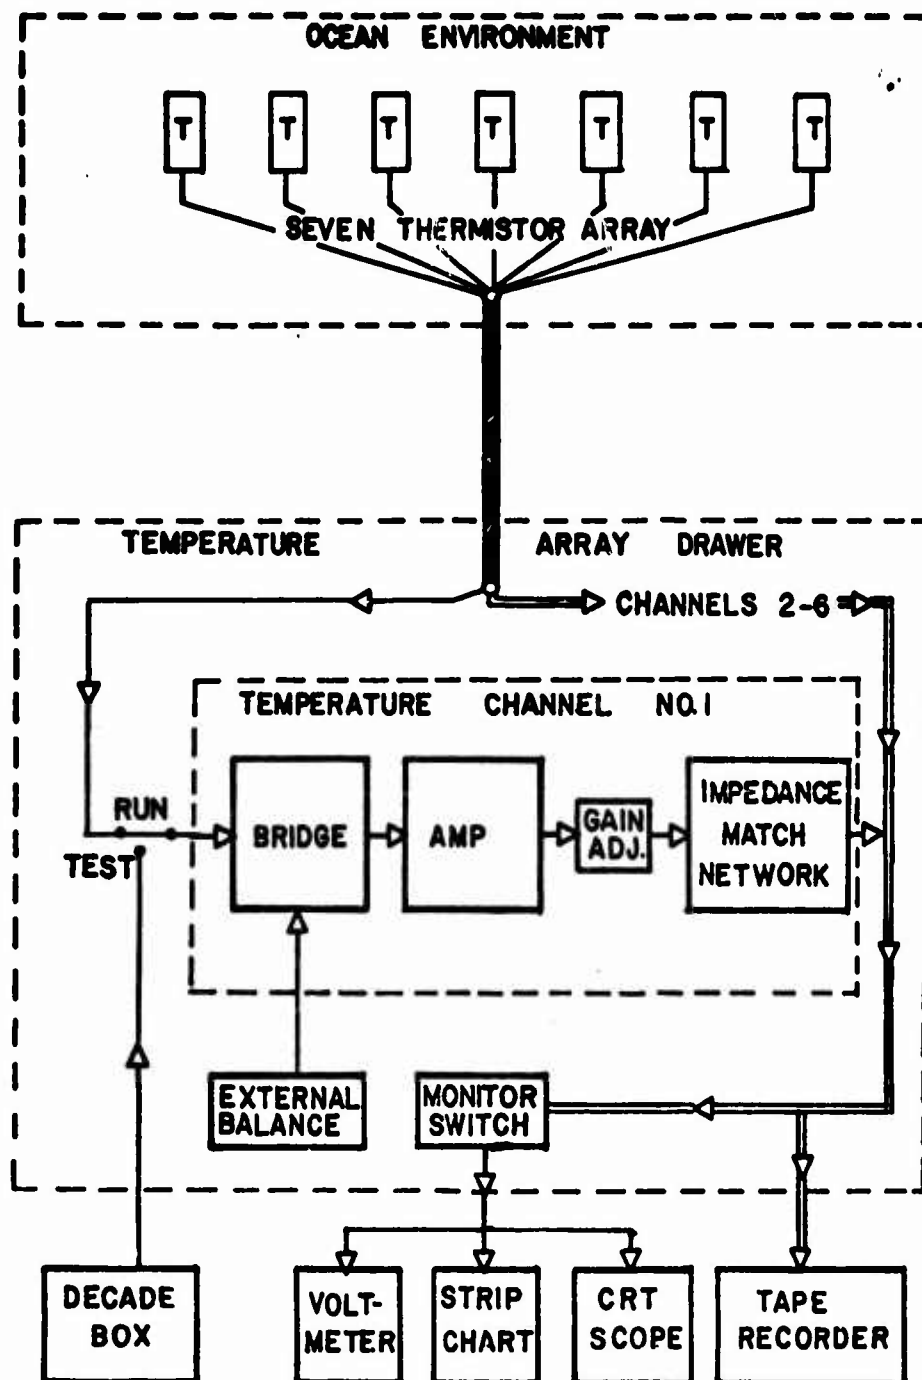 OCEAN ENVIRONMENT
T T T T T T T
SEVEN THERMISTOR ARRAY
TEMPERATURE ARRAY DRAWER
CHANNELS 2-6
TEMPERATURE CHANNEL NO.1
RUN
TEST
BRIDGE
AMP
GAIN
ADJ.
IMPEDANCE
MATCH
NETWORK
EXTERNAL
BALANCE
MONITOR
SWITCH
DECADE
BOX
VOLT-
METER
STRIP
CHART
CRT
SCOPE
TAPE
RECORDER